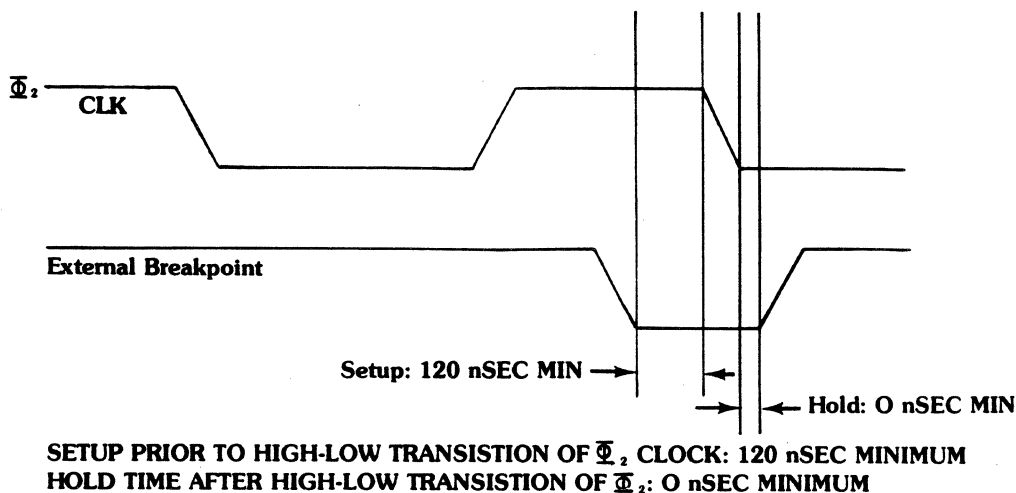 Φ̅₂
CLK
External Breakpoint
Setup: 120 nSEC MIN
Hold: O nSEC MIN
SETUP PRIOR TO HIGH-LOW TRANSISTION OF Φ̅₂ CLOCK: 120 nSEC MINIMUM
HOLD TIME AFTER HIGH-LOW TRANSISTION OF Φ̅₂: O nSEC MINIMUM